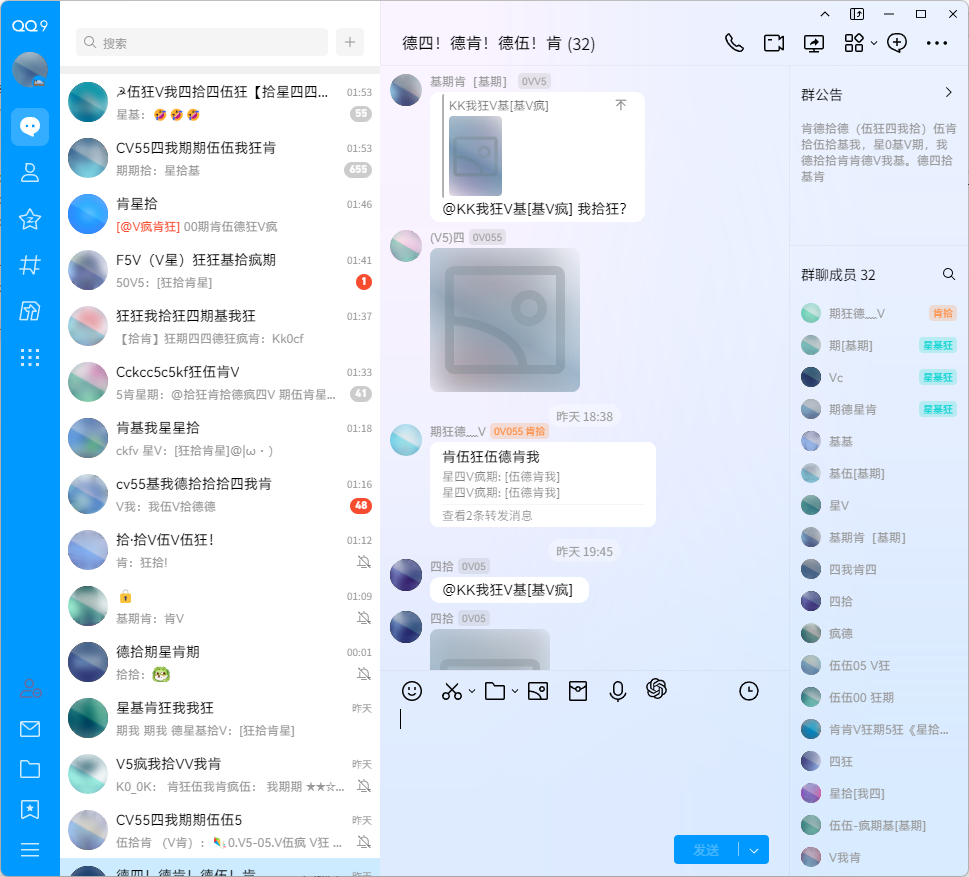 QQ9
搜索
☭伍狂V我四拾四伍狂【拾星四四...
01:53
星基：🤣🤣🤣
55
CV55四我期期伍伍我狂肯
01:53
期期拾：星拾基
655
肯星拾
01:46
[@V疯肯狂] 00期肯伍德狂V疯
F5V（V星）狂狂基拾疯期
01:41
50V5：[狂拾肯星]
1
狂狂我拾狂四期基我狂
01:37
【拾肯】狂期四四德狂疯肯：Kk0cf
Cckcc5c5kf狂伍肯V
01:33
5肯星期：@拾狂肯拾德疯四V 期伍肯星...
41
肯基我星星拾
01:18
ckfv 星V：[狂拾肯星]@|ω・）
cv55基我德拾拾拾四我肯
01:16
V我：我伍V拾德德
48
拾·拾V伍V伍狂！
01:12
肯：狂拾!
🔒
01:09
基期肯：肯V
德拾期星肯期
00:01
拾拾：
星基肯狂我我狂
昨天
期我 期我 德星基拾V：[狂拾肯星]
V5疯我拾VV我肯
昨天
K0_0K： 肯狂伍我肯疯伍： 我期期 ★★☆...
CV55四我期期伍伍5
昨天
伍拾肯 （V肯）：0.V5-05.V伍疯 V狂 ...
德四！德肯！德伍！肯
昨天
德四！德肯！德伍！肯 (32)
基期肯［基期］ 0VV5
KK我狂V基[基V疯]
@KK我狂V基[基V疯] 我拾狂？
(V5)四 0V055
昨天 18:38
期狂德﹏V 0V055 肯拾
肯伍狂伍德肯我
星四V疯期: [伍德肯我]
星四V疯期: [伍德肯我]
查看2条转发消息
昨天 19:45
四拾 0V05
@KK我狂V基[基V疯]
四拾 0V05
发送
群公告
肯德拾德（伍狂四我拾）伍肯
拾伍拾基我，星0基V期，我
德拾拾肯肯德V我基。德四拾
基肯
群聊成员 32
期狂德﹏V 肯拾
期[基期] 星基狂
Vc 星基狂
期德星肯 星基狂
基基
基伍[基期]
星V
基期肯［基期］
四我肯四
四拾
疯德
伍伍05 V狂
伍伍00 狂期
肯肯V狂期5狂《星拾...
四狂
星拾[我四]
伍伍-疯期基[基期]
V我肯